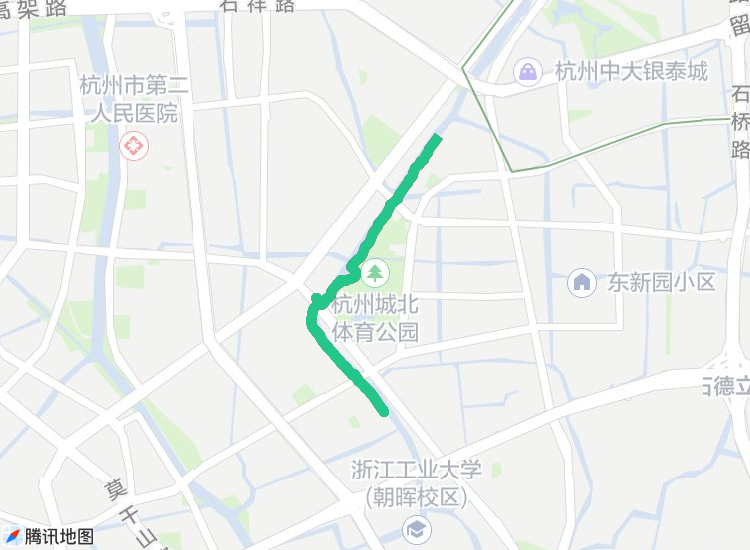 高架路
石祥路
留
石桥路
杭州中大银泰城
杭州市第二
人民医院
东新园小区
杭州城北
体育公园
石德立
浙江工业大学
(朝晖校区)
莫干山
腾讯地图